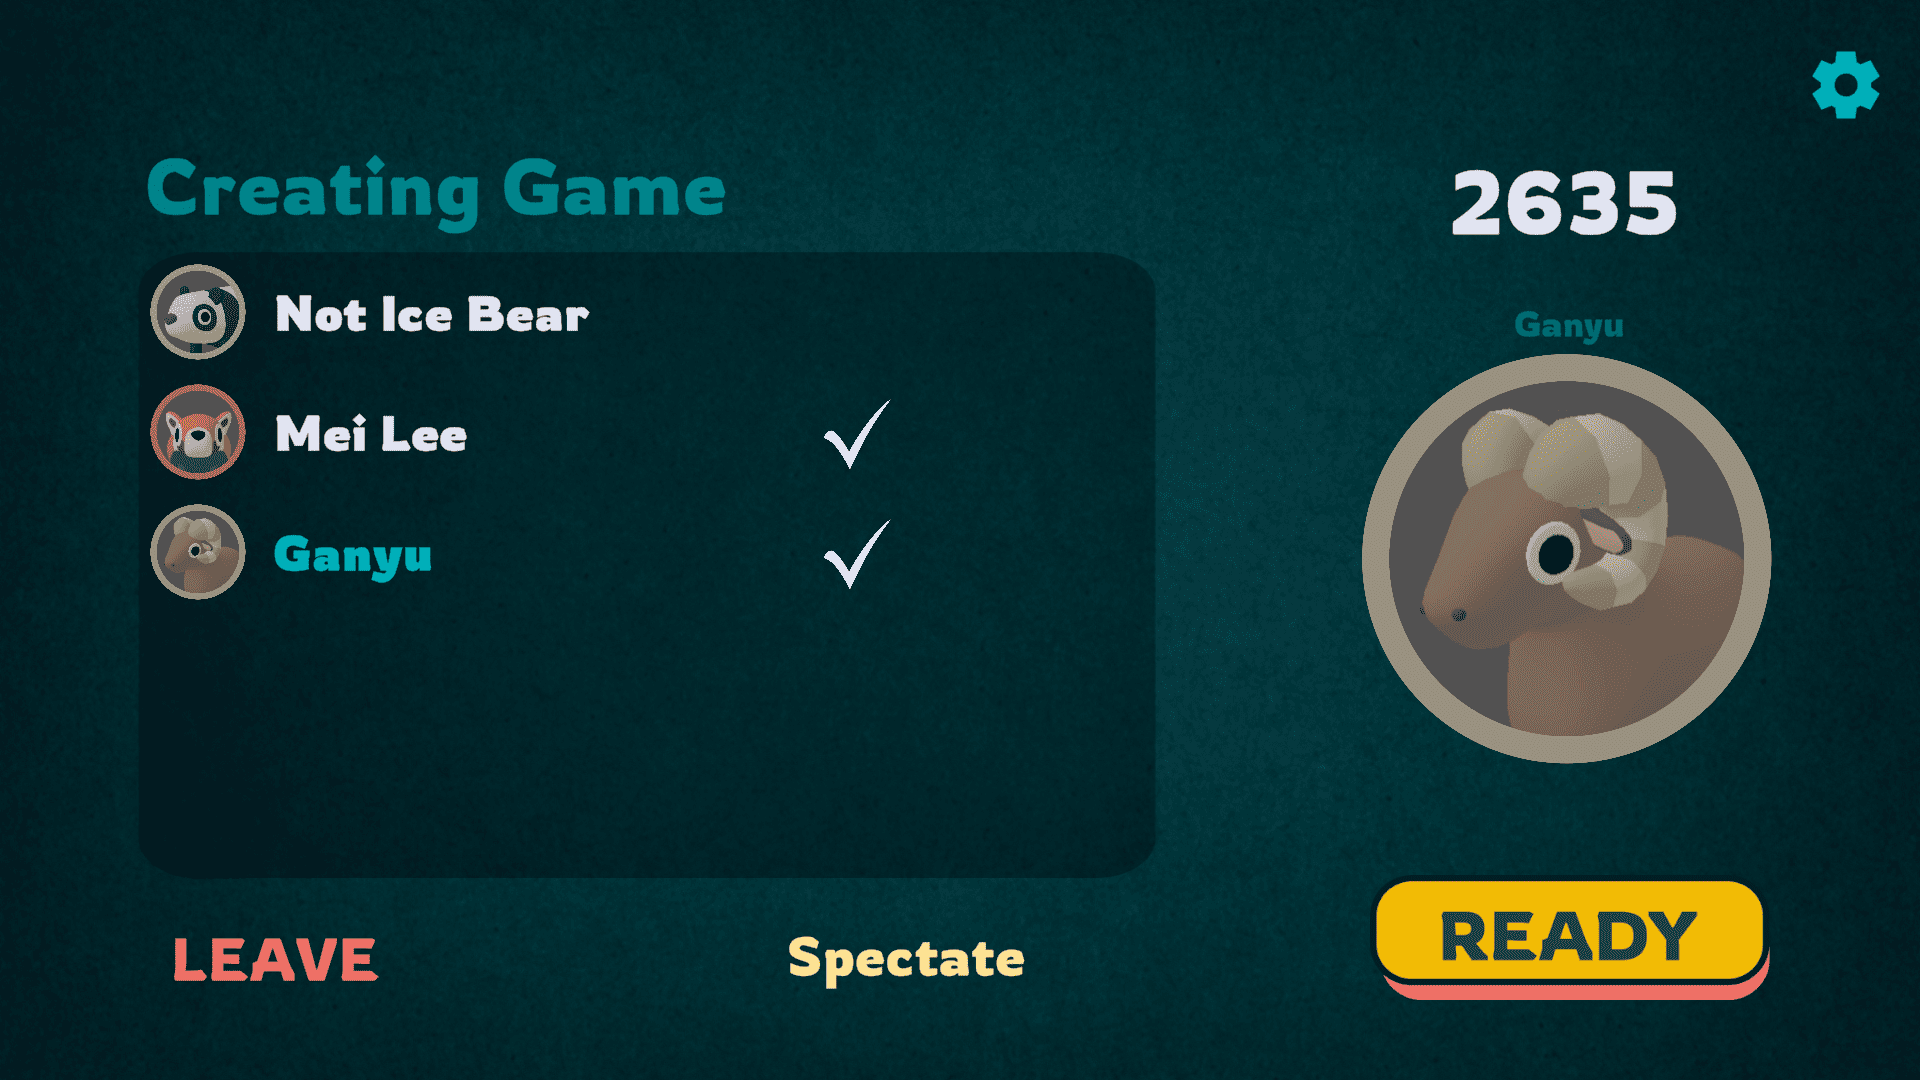 Creating Game
2635
Not Ice Bear
Mei Lee
Ganyu
Ganyu
LEAVE
Spectate
READY